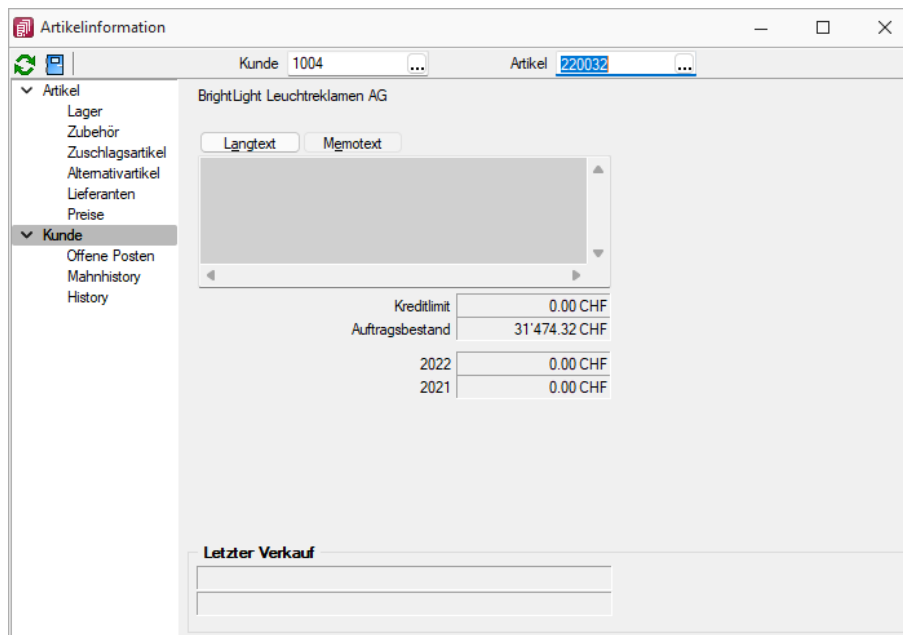 Artikelinformation
Kunde 1004 ... Artikel 220032 ...
Artikel
Lager
Zubehör
Zuschlagsartikel
Alternativartikel
Lieferanten
Preise
Kunde
Offene Posten
Mahnhistory
History
BrightLight Leuchtreklamen AG
Langtext Memotext
Kreditlimit 0.00 CHF
Auftragsbestand 31'474.32 CHF
2022 0.00 CHF
2021 0.00 CHF
Letzter Verkauf